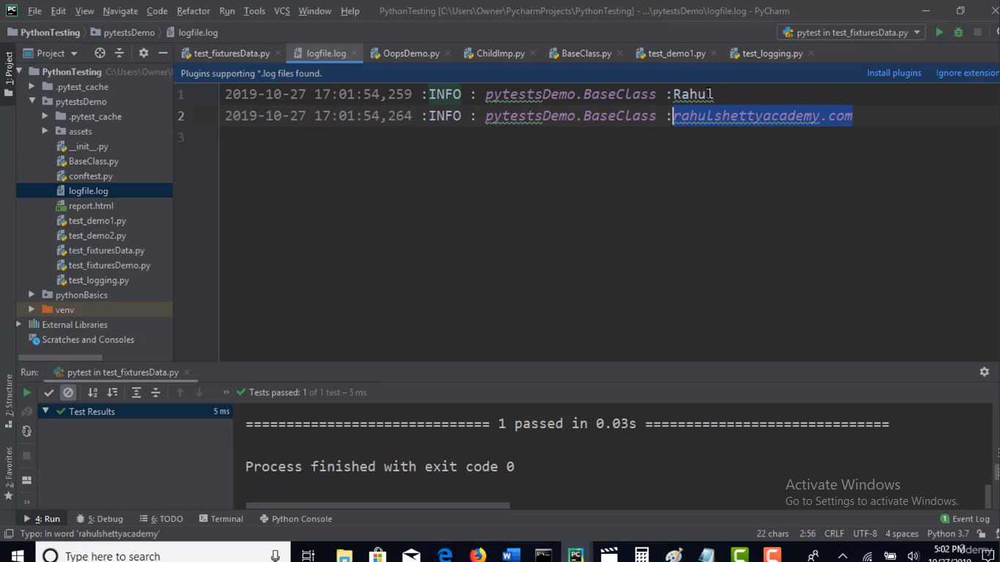 File Edit View Navigate Code Refactor Run Tools VCS Window Help PythonTesting [C:\Users\Owner\PycharmProjects\PythonTesting] - ...\pytestsDemo\logfile.log - PyCharm
PythonTesting pytestsDemo logfile.log pytest in test_fixturesData.py
Project test_fixturesData.py logfile.log OopsDemo.py ChildImp.py BaseClass.py test_demo1.py test_logging.py
1: Project
PythonTesting C:\Users\Owner
.pytest_cache
pytestsDemo
.pytest_cache
assets
__init__.py
BaseClass.py
conftest.py
logfile.log
report.html
test_demo1.py
test_demo2.py
test_fixturesData.py
test_fixturesDemo.py
test_logging.py
pythonBasics
venv
External Libraries
Scratches and Consoles
Plugins supporting *.log files found. Install plugins Ignore extension
1 2019-10-27 17:01:54,259 :INFO : pytestsDemo.BaseClass :Rahul
2 2019-10-27 17:01:54,264 :INFO : pytestsDemo.BaseClass :rahulshettyacademy.com
3
Run: pytest in test_fixturesData.py
Tests passed: 1 of 1 test – 5 ms
Test Results 5 ms
============================== 1 passed in 0.03s ==============================
Process finished with exit code 0
7: Structure
2: Favorites
Activate Windows
Go to Settings to activate Windows.
4: Run 5: Debug 6: TODO Terminal Python Console 1 Event Log
Typo: In word 'rahulshettyacademy' 22 chars 2:56 CRLF UTF-8 4 spaces Python 3.7
Type here to search 5:02 PM
10/27/2019
Udemy